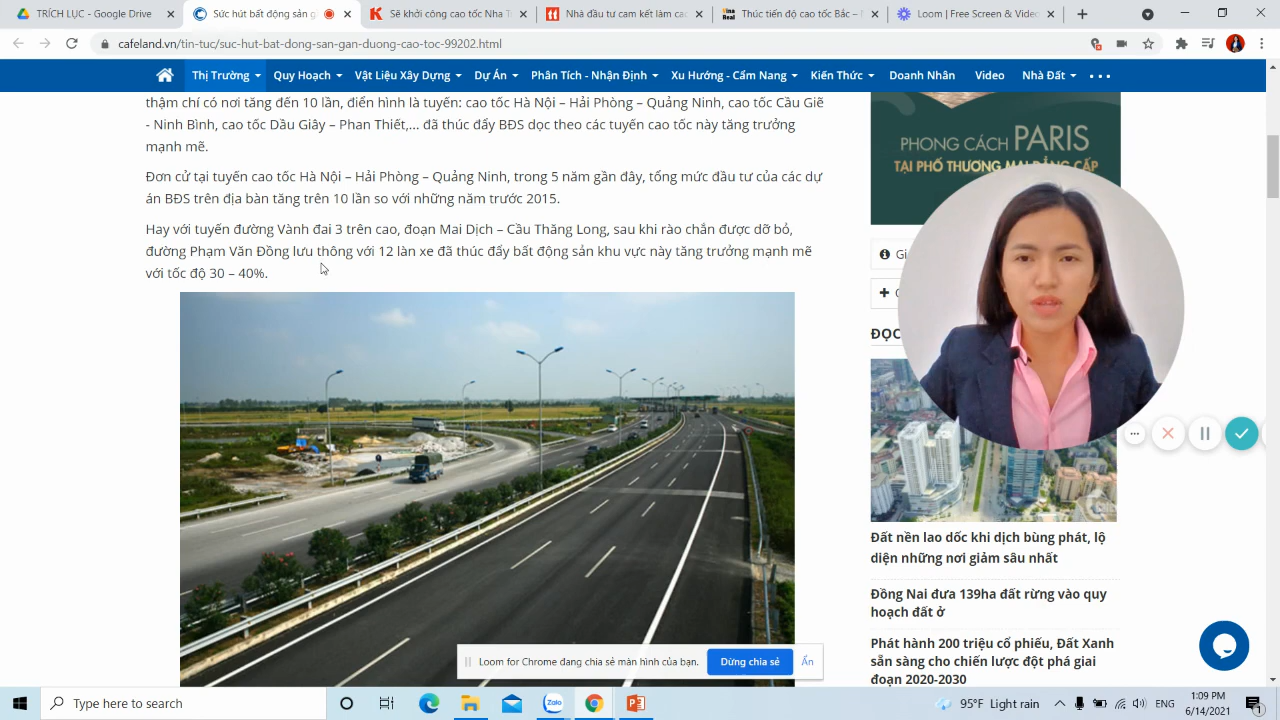 TRÍCH LỤC - Google Drive
Sức hút bất động sản g
Sẽ khởi công cao tốc Nha T
Nhà đầu tư cam kết làm cao
Thúc tiến độ cao tốc Bắc –
Loom | Free Screen & Video
cafeland.vn/tin-tuc/suc-hut-bat-dong-san-gan-duong-cao-toc-99202.html
Thị Trường
Quy Hoạch
Vật Liệu Xây Dựng
Dự Án
Phân Tích - Nhận Định
Xu Hướng - Cẩm Nang
Kiến Thức
Doanh Nhân
Video
Nhà Đất
thậm chí có nơi tăng đến 10 lần, điển hình là tuyến: cao tốc Hà Nội – Hải Phòng – Quảng Ninh, cao tốc Cầu Giẽ
- Ninh Bình, cao tốc Dầu Giây – Phan Thiết,... đã thúc đẩy BĐS dọc theo các tuyến cao tốc này tăng trưởng
mạnh mẽ.
Đơn cử tại tuyến cao tốc Hà Nội – Hải Phòng – Quảng Ninh, trong 5 năm gần đây, tổng mức đầu tư của các dự
án BĐS trên địa bàn tăng trên 10 lần so với những năm trước 2015.
Hay với tuyến đường Vành đai 3 trên cao, đoạn Mai Dịch – Cầu Thăng Long, sau khi rào chắn được dỡ bỏ,
đường Phạm Văn Đồng lưu thông với 12 làn xe đã thúc đẩy bất động sản khu vực này tăng trưởng mạnh mẽ
với tốc độ 30 – 40%.
PHONG CÁCH PARIS
TẠI PHỐ THƯƠNG MẠI ĐẲNG CẤP
Gi
ĐỌC
Đất nền lao dốc khi dịch bùng phát, lộ
diện những nơi giảm sâu nhất
Đồng Nai đưa 139ha đất rừng vào quy
hoạch đất ở
Phát hành 200 triệu cổ phiếu, Đất Xanh
sẵn sàng cho chiến lược đột phá giai
đoạn 2020-2030
Loom for Chrome đang chia sẻ màn hình của bạn.
Dừng chia sẻ
Ẩn
Type here to search
Zalo
95°F Light rain
ENG
1:09 PM
6/14/2021